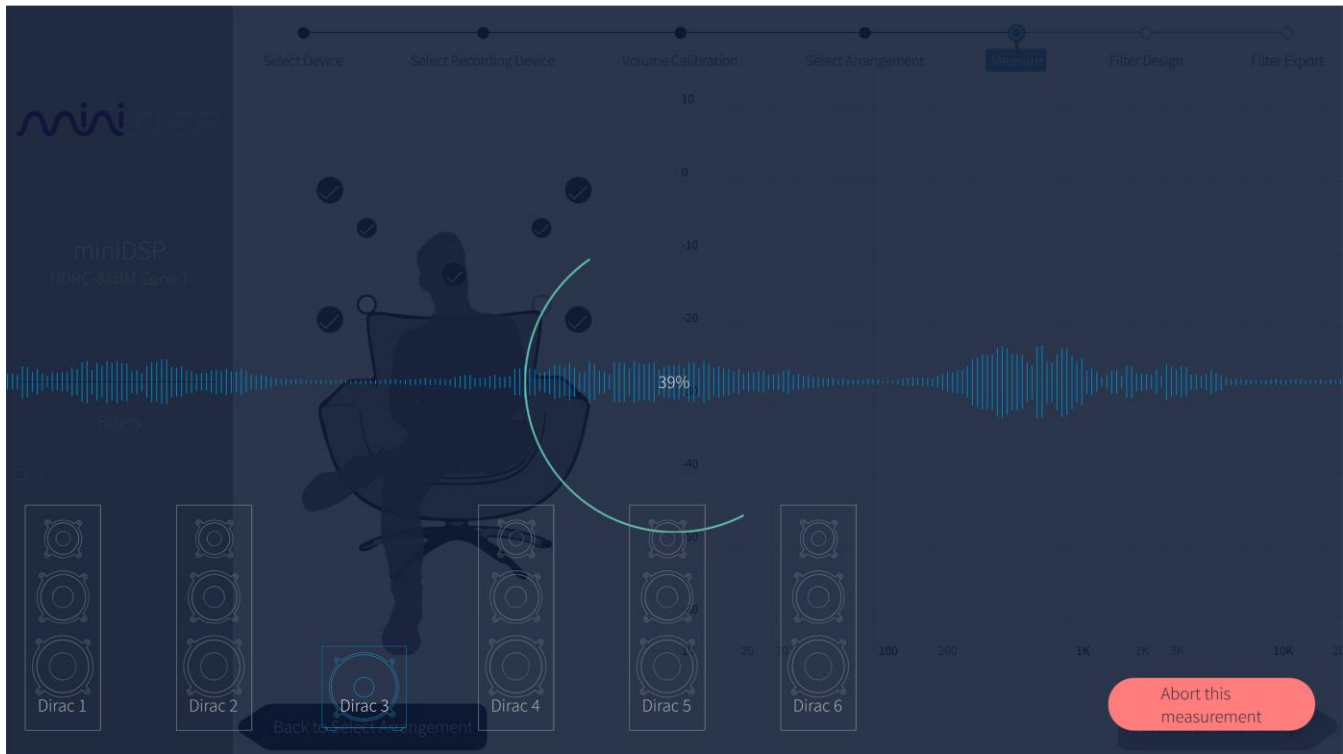 Select Device
Select Recording Device
Volume Calibration
Select Arrangement
Measure
Filter Design
Filter Export
mini DSP
miniDSP
DDRC-88BM Zone 1
10
0
-10
-20
39%
-40
Filters
Dirac 1
Dirac 2
Dirac 3
Dirac 4
Dirac 5
Dirac 6
20
100
200
1K
2K
3K
10K
Back to Select Arrangement
Abort this
measurement